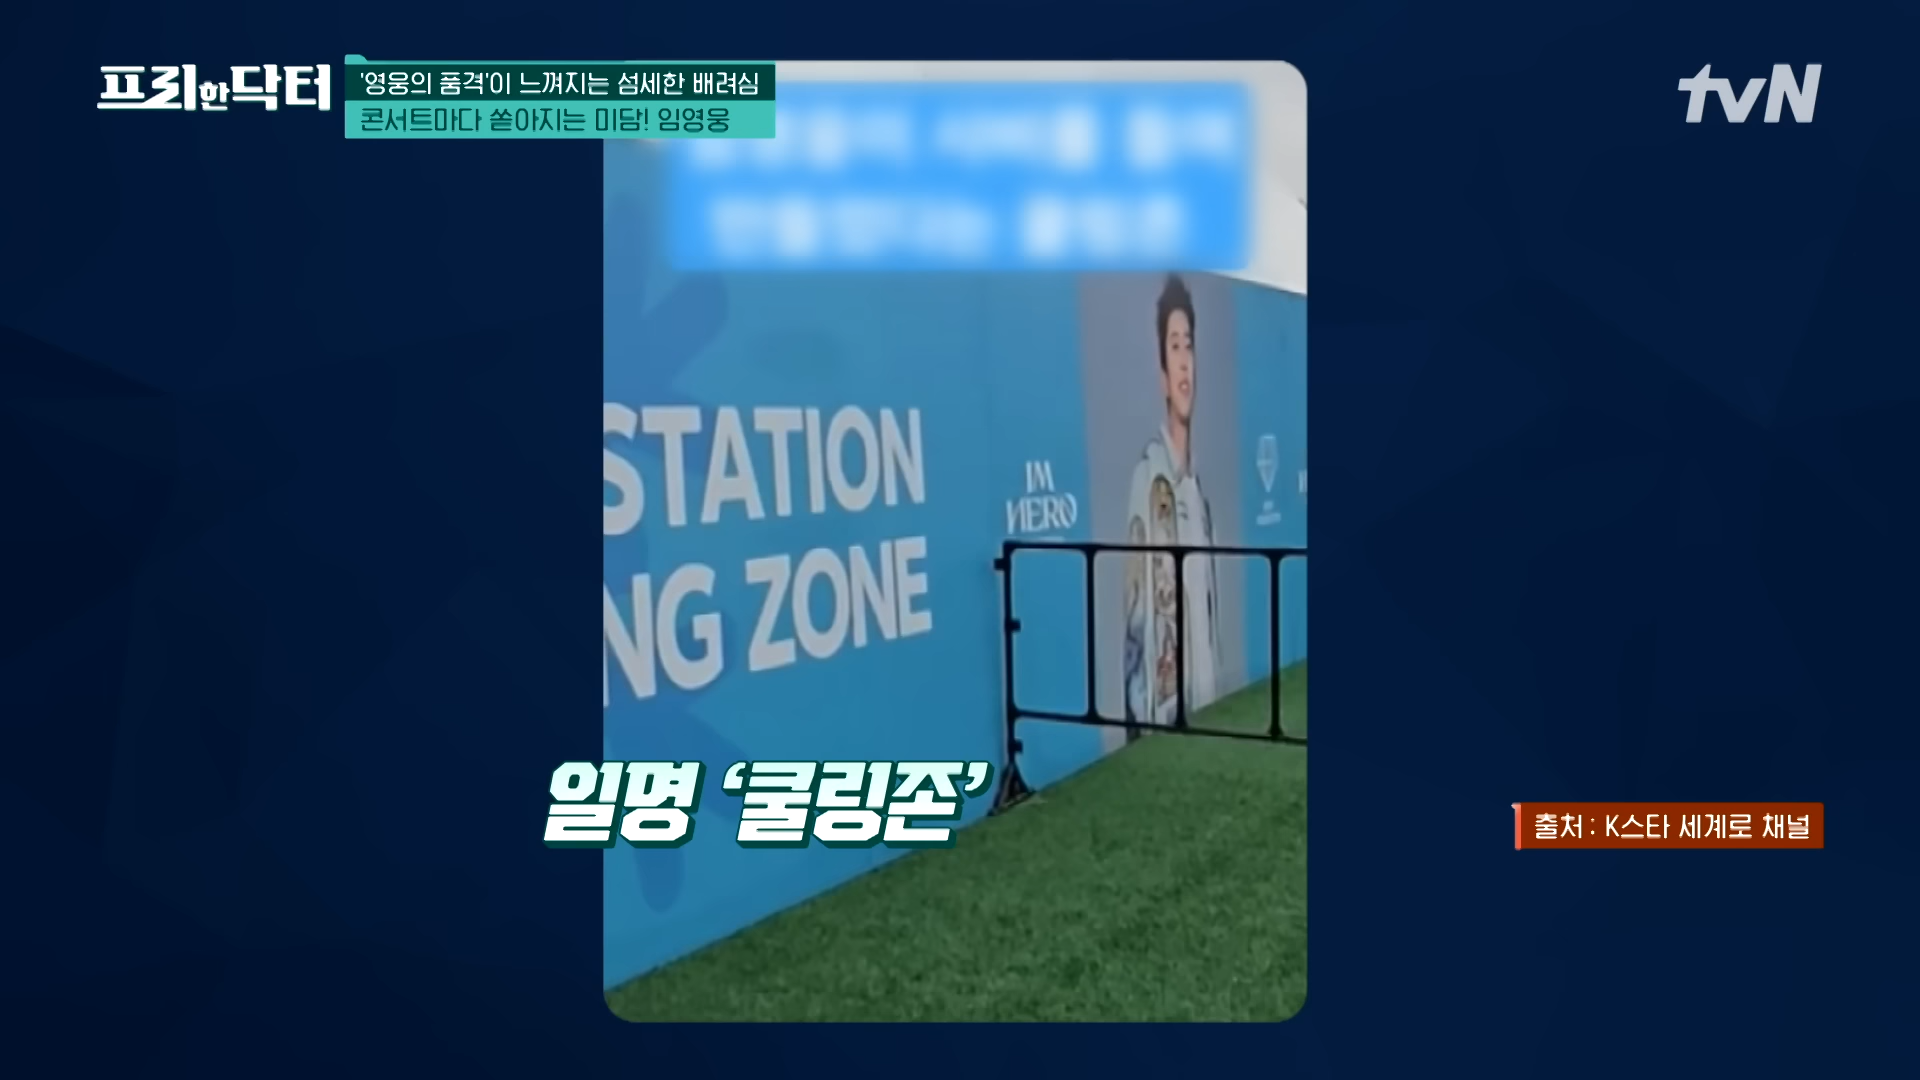 프리한닥터
'영웅의 품격'이 느껴지는 섬세한 배려심
콘서트마다 쏟아지는 미담! 임영웅
tvN
STATION
NG ZONE
IM
HERO
일명 '쿨링존'
출처 : K스타 세계로 채널